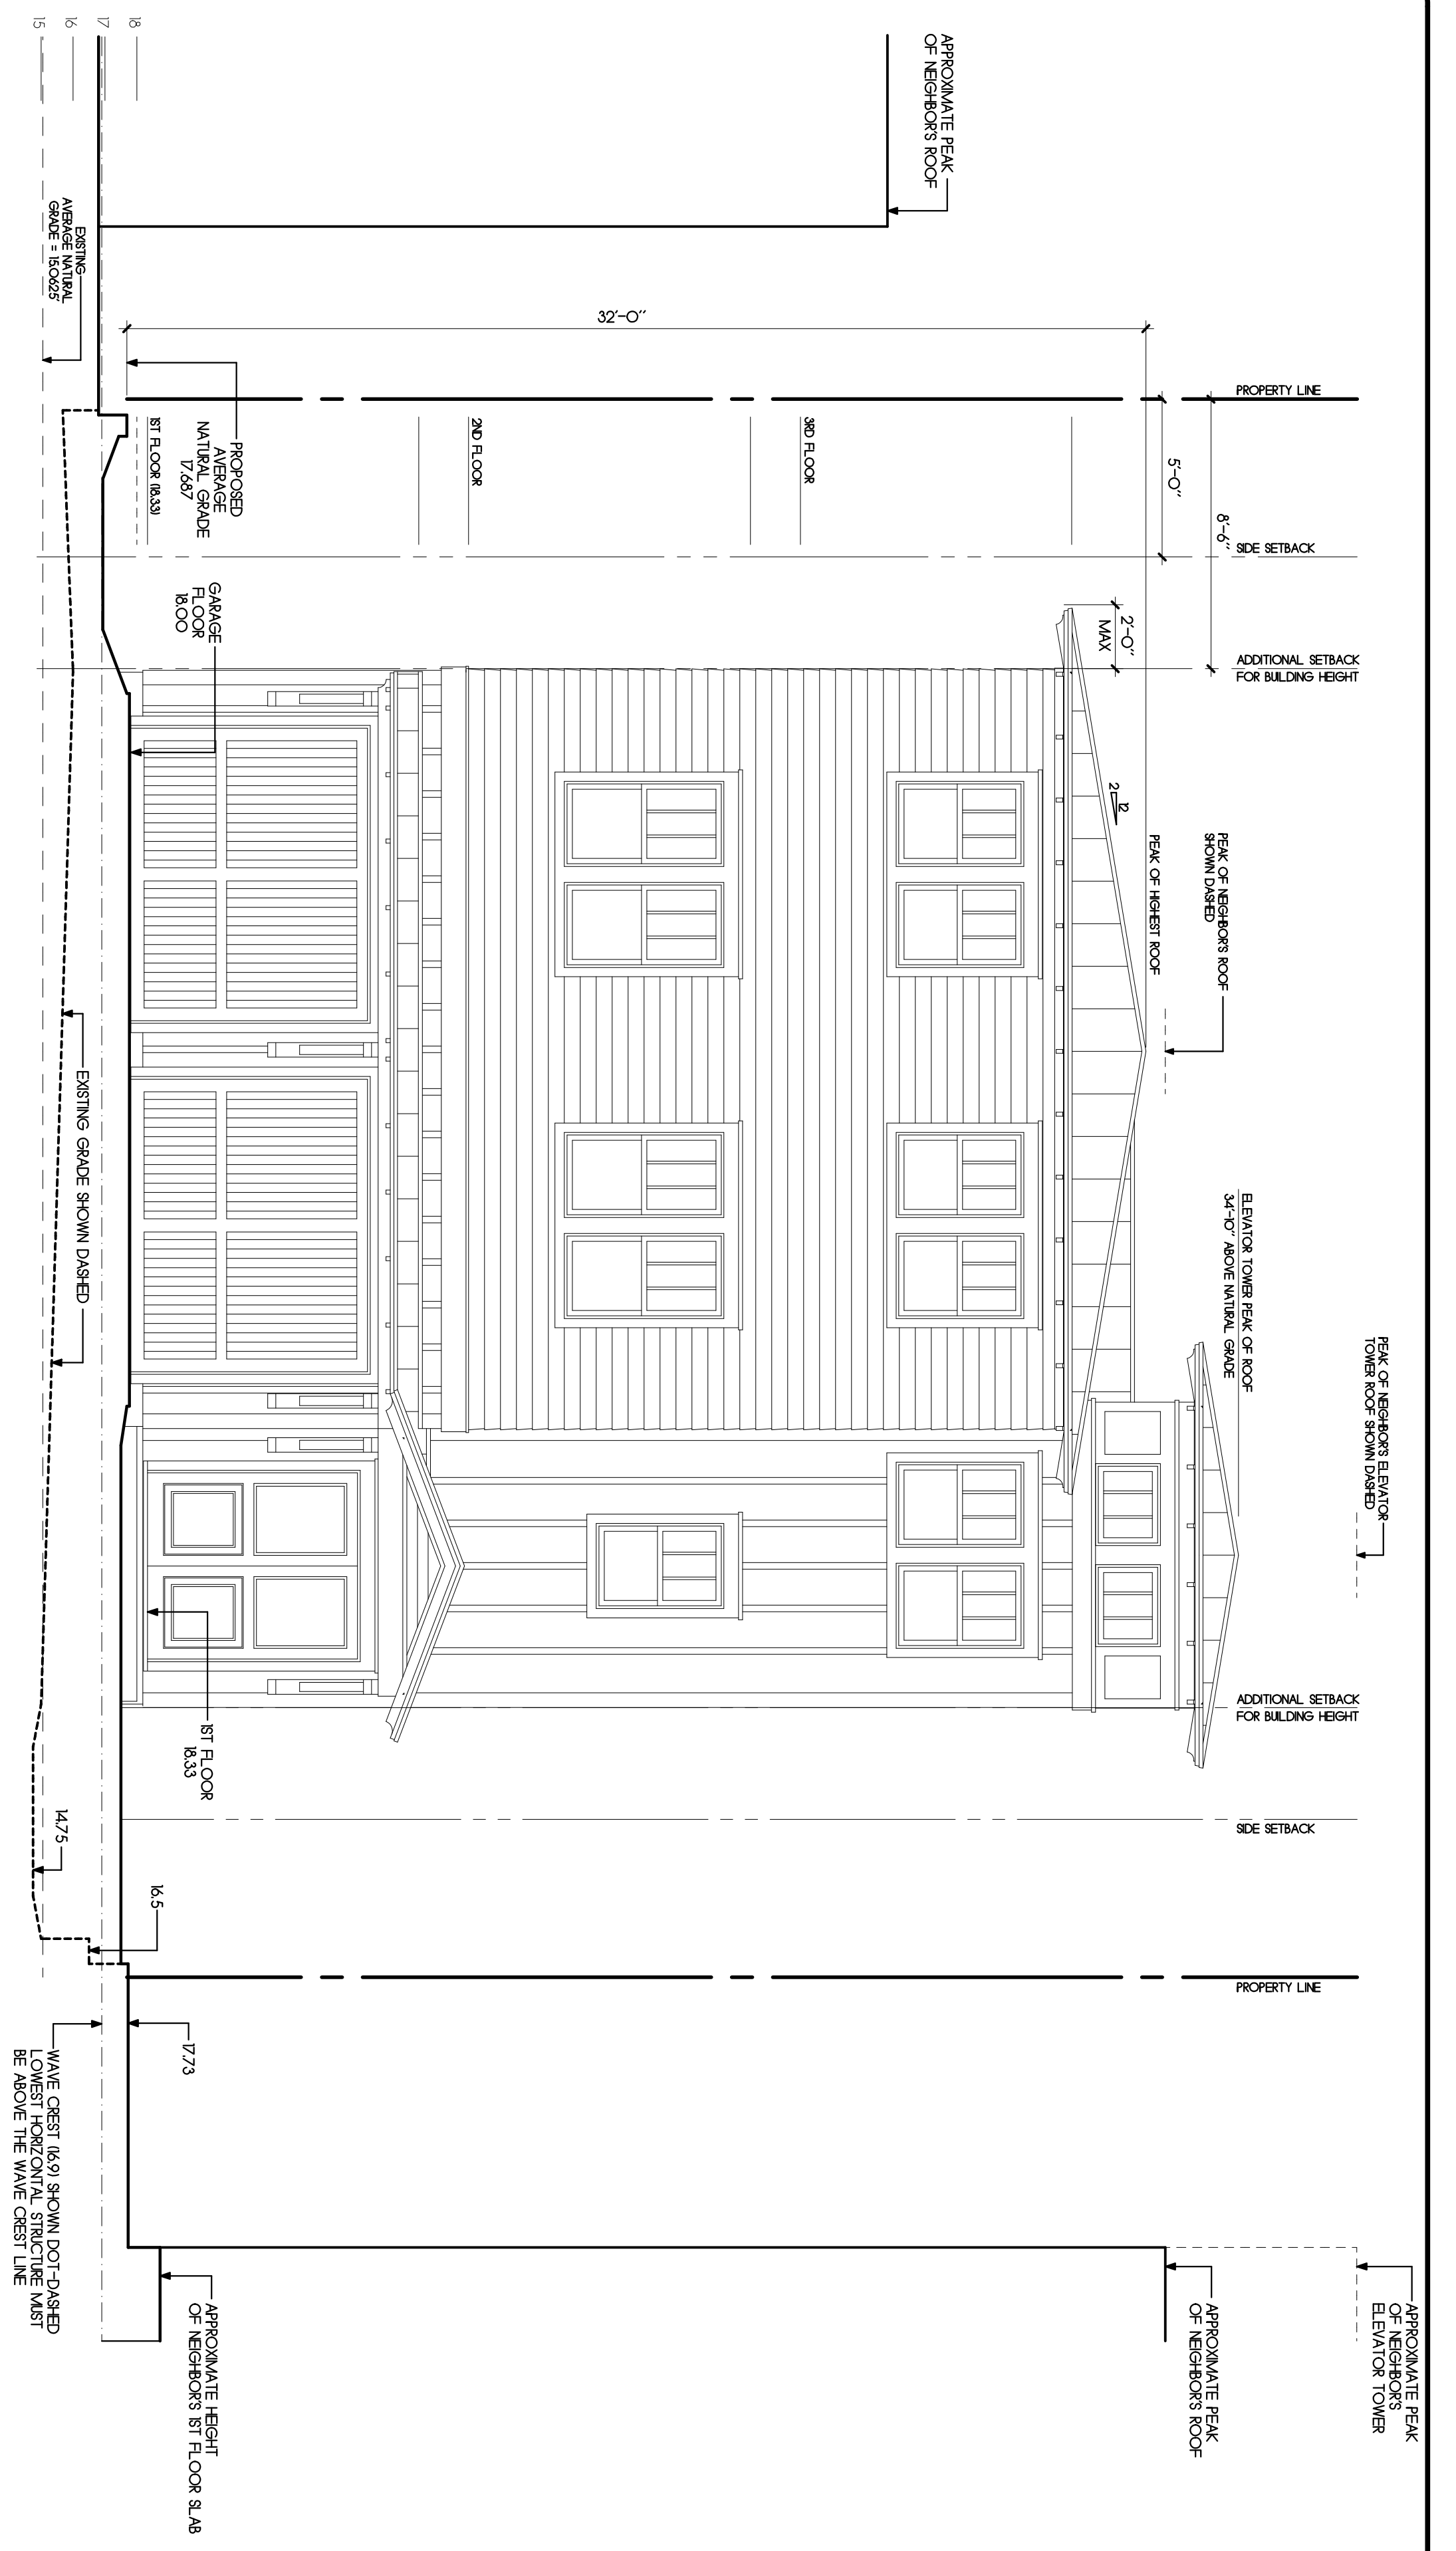 APPROXIMATE PEAK
OF NEIGHBOR'S
ELEVATOR TOWER
PEAK OF NEIGHBOR'S ELEVATOR
TOWER ROOF SHOWN DASHED
PROPERTY LINE
SIDE SETBACK
ADDITIONAL SETBACK
FOR BUILDING HEIGHT
ELEVATOR TOWER PEAK OF ROOF
34'-10" ABOVE NATURAL GRADE
ADDITIONAL SETBACK
FOR BUILDING HEIGHT
SIDE SETBACK
PROPERTY LINE
8'-6"
PEAK OF NEIGHBOR'S ROOF
SHOWN DASHED
APPROXIMATE PEAK
OF NEIGHBOR'S ROOF
5'-0"
PEAK OF HIGHEST ROOF
2'-0"
MAX
12
2
APPROXIMATE PEAK
OF NEIGHBOR'S ROOF
3RD FLOOR
32'-0"
2ND FLOOR
PROPOSED
AVERAGE
NATURAL GRADE
17.687
GARAGE
FLOOR
18.00
1ST FLOOR
18.33
APPROXIMATE HEIGHT
OF NEIGHBOR'S 1ST FLOOR SLAB
17.73
1ST FLOOR (18.33)
16.5
18
17
16
15
EXISTING
AVERAGE NATURAL
GRADE = 15.0625'
EXISTING GRADE SHOWN DASHED
14.75
WAVE CREST (16.9) SHOWN DOT-DASHED
LOWEST HORIZONTAL STRUCTURE MUST
BE ABOVE THE WAVE CREST LINE